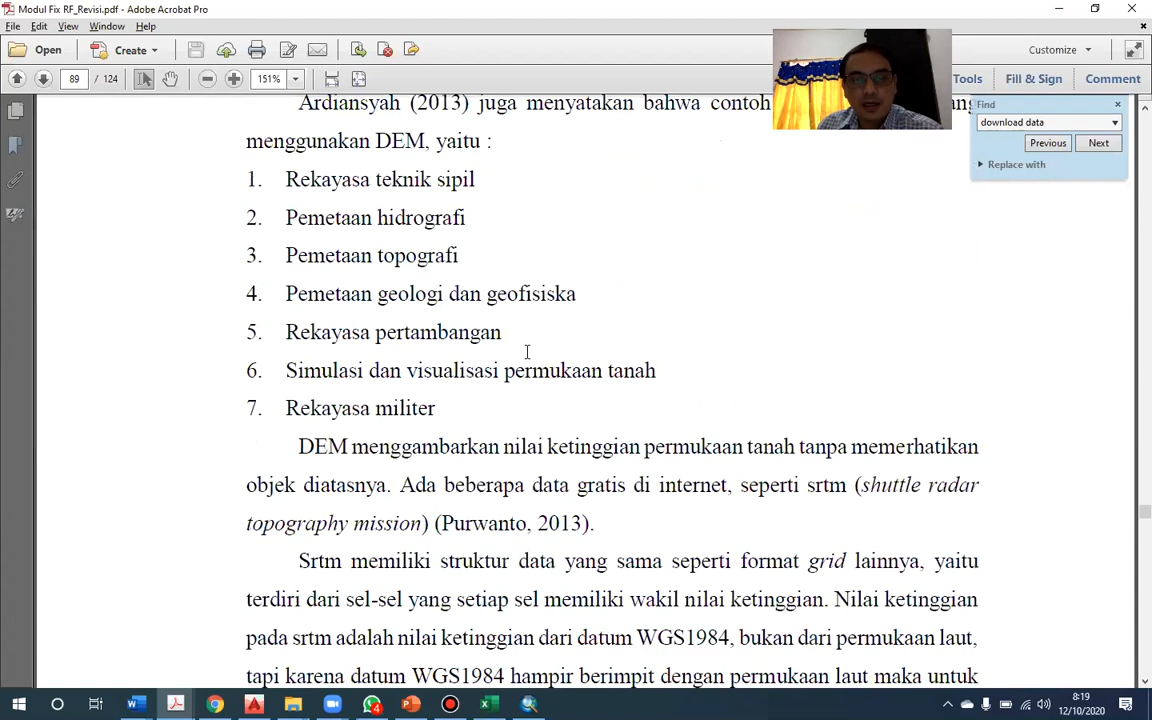 Modul Fix RF_Revisi.pdf - Adobe Acrobat Pro
File Edit View Window Help
Open Create Customize
89 / 124 151% Tools Fill & Sign Comment
Find
download data
Previous Next
Replace with
Ardiansyah (2013) juga menyatakan bahwa contoh
menggunakan DEM, yaitu :
1. Rekayasa teknik sipil
2. Pemetaan hidrografi
3. Pemetaan topografi
4. Pemetaan geologi dan geofisiska
5. Rekayasa pertambangan
6. Simulasi dan visualisasi permukaan tanah
7. Rekayasa militer
DEM menggambarkan nilai ketinggian permukaan tanah tanpa memerhatikan
objek diatasnya. Ada beberapa data gratis di internet, seperti srtm (shuttle radar
topography mission) (Purwanto, 2013).
Srtm memiliki struktur data yang sama seperti format grid lainnya, yaitu
terdiri dari sel-sel yang setiap sel memiliki wakil nilai ketinggian. Nilai ketinggian
pada srtm adalah nilai ketinggian dari datum WGS1984, bukan dari permukaan laut,
tapi karena datum WGS1984 hampir berimpit dengan permukaan laut maka untuk
8:19
12/10/2020